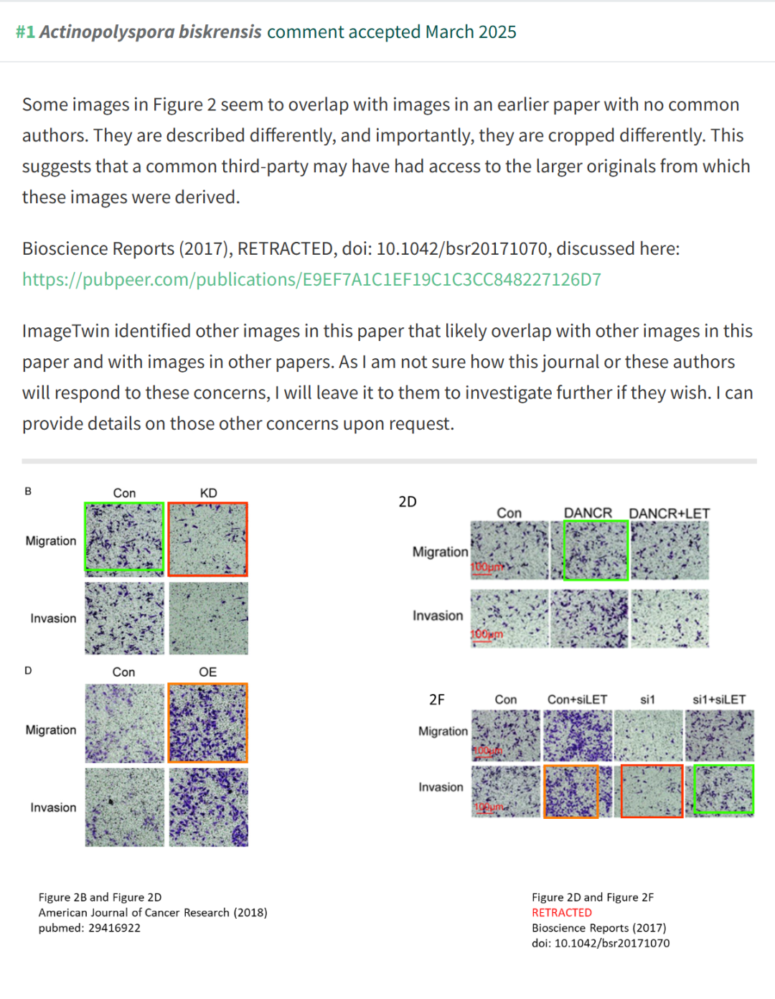 #1 Actinopolyspora biskrensis comment accepted March 2025
Some images in Figure 2 seem to overlap with images in an earlier paper with no common
authors. They are described differently, and importantly, they are cropped differently. This
suggests that a common third-party may have had access to the larger originals from which
these images were derived.
Bioscience Reports (2017), RETRACTED, doi: 10.1042/bsr20171070, discussed here:
https://pubpeer.com/publications/E9EF7A1C1EF19C1C3CC848227126D7
ImageTwin identified other images in this paper that likely overlap with other images in this
paper and with images in other papers. As I am not sure how this journal or these authors
will respond to these concerns, I will leave it to them to investigate further if they wish. I can
provide details on those other concerns upon request.
B
Con KD
Migration
Invasion
D
Con OE
Migration
Invasion
Figure 2B and Figure 2D
American Journal of Cancer Research (2018)
pubmed: 29416922
2D
Con DANCR DANCR+LET
Migration
100μm
Invasion
100μm
2F
Con Con+siLET si1 si1+siLET
Migration
100μm
Invasion
100μm
Figure 2D and Figure 2F
RETRACTED
Bioscience Reports (2017)
doi: 10.1042/bsr20171070